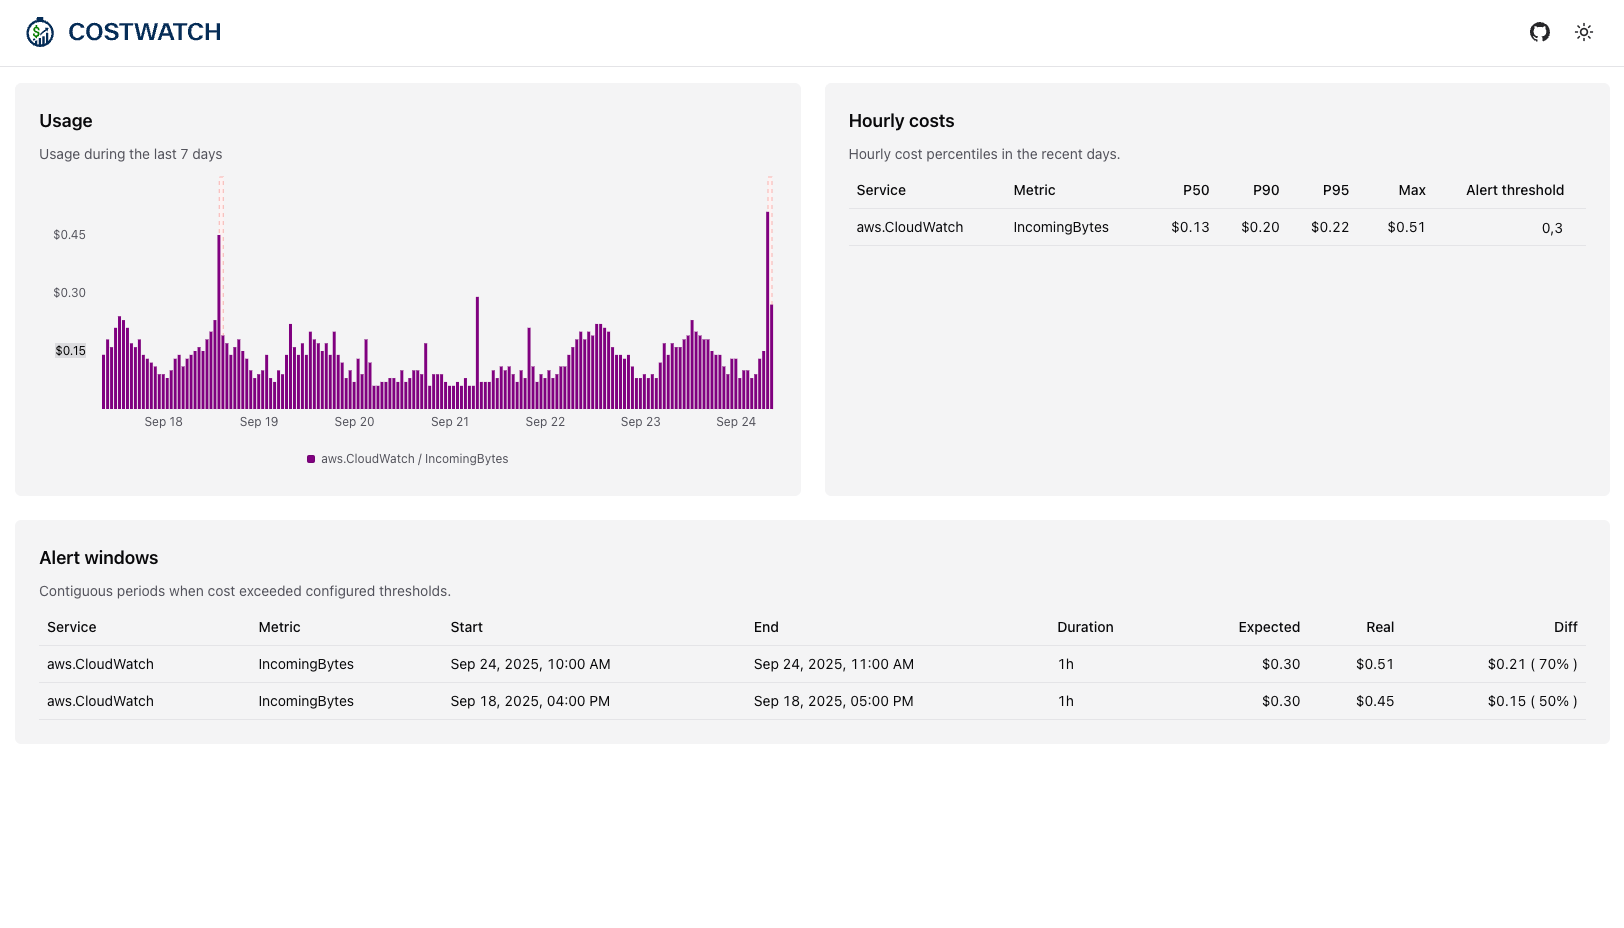 COSTWATCH
Usage
Usage during the last 7 days
$0.45
$0.30
$0.15
Sep 18 Sep 19 Sep 20 Sep 21 Sep 22 Sep 23 Sep 24
aws.CloudWatch / IncomingBytes
Hourly costs
Hourly cost percentiles in the recent days.
Service Metric P50 P90 P95 Max Alert threshold
aws.CloudWatch IncomingBytes $0.13 $0.20 $0.22 $0.51 0,3
Alert windows
Contiguous periods when cost exceeded configured thresholds.
Service Metric Start End Duration Expected Real Diff
aws.CloudWatch IncomingBytes Sep 24, 2025, 10:00 AM Sep 24, 2025, 11:00 AM 1h $0.30 $0.51 $0.21 ( 70% )
aws.CloudWatch IncomingBytes Sep 18, 2025, 04:00 PM Sep 18, 2025, 05:00 PM 1h $0.30 $0.45 $0.15 ( 50% )